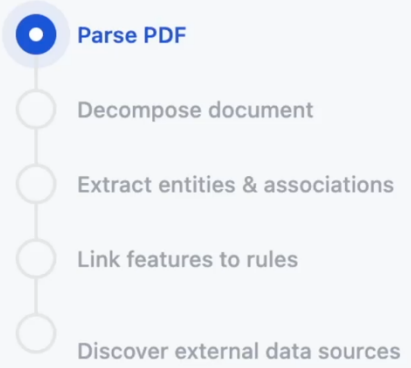 Parse PDF
Decompose document
Extract entities & associations
Link features to rules
Discover external data sources